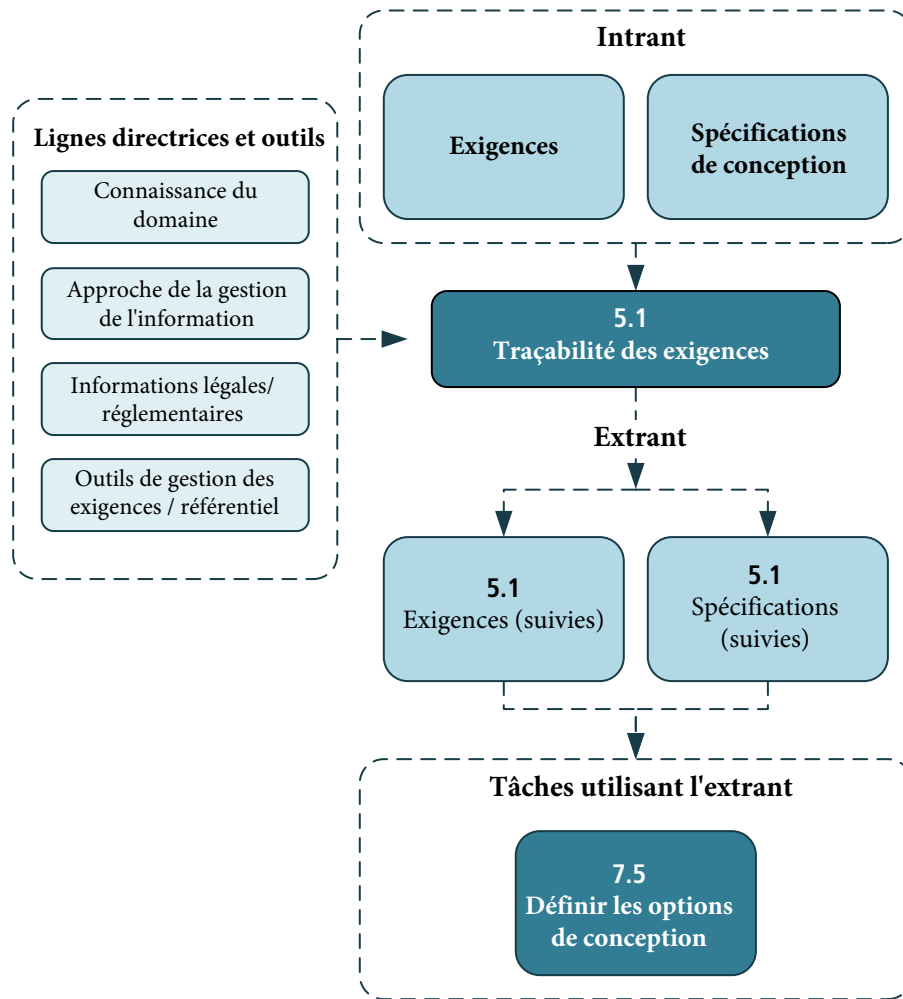 Intrant
Exigences
Spécifications
de conception
Lignes directrices et outils
Connaissance du
domaine
Approche de la gestion
de l'information
Informations légales/
réglementaires
Outils de gestion des
exigences / référentiel
5.1
Traçabilité des exigences
Extrant
5.1
Exigences (suivies)
5.1
Spécifications
(suivies)
Tâches utilisant l'extrant
7.5
Définir les options
de conception